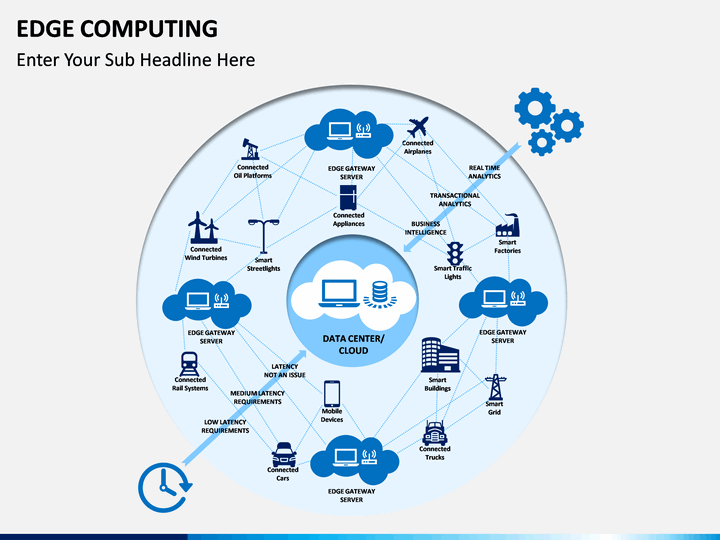 EDGE COMPUTING
Enter Your Sub Headline Here
Connected
Airplanes
Connected
Oil Platforms
EDGE GATEWAY
SERVER
REAL TIME
ANALYTICS
TRANSACTIONAL
ANALYTICS
Connected
Appliances
BUSINESS
INTELLIGENCE
Connected
Wind Turbines
Smart
Streetlights
Smart
Factories
Smart Traffic
Lights
EDGE GATEWAY
SERVER
DATA CENTER/
CLOUD
EDGE GATEWAY
SERVER
Connected
Rail Systems
LATENCY
NOT AN ISSUE
MEDIUM LATENCY
REQUIREMENTS
LOW LATENCY
REQUIREMENTS
Mobile
Devices
Smart
Buildings
Smart
Grid
Connected
Cars
Connected
Trucks
EDGE GATEWAY
SERVER